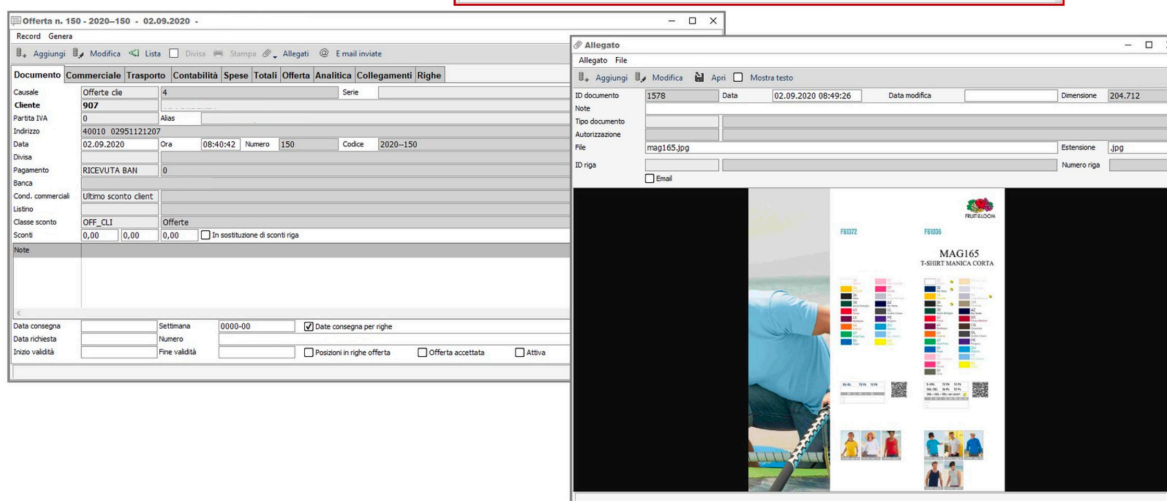 Offerta n. 150 - 2020--150 - 02.09.2020 -
Record Genera
Aggiungi Modifica Lista Divisa Stampa Allegati E mail inviate
Documento Commerciale Trasporto Contabilità Spese Totali Offerta Analitica Collegamenti Righe
Causale Offerte clie 4 Serie
Cliente 907
Partita IVA 0 Alias
Indirizzo 40010 02951121207
Data 02.09.2020 Ora 08:40:42 Numero 150 Codice 2020--150
Divisa
Pagamento RICEVUTA BAN 0
Banca
Cond. commerciali Ultimo sconto client
Listino
Classe sconto OFF_CLI Offerte
Sconti 0,00 0,00 0,00 In sostituzione di sconti riga
Note
Data consegna Settimana 0000-00 Date consegna per righe
Data richiesta Numero
Inizio validità Fine validità Posizioni in righe offerta Offerta accettata Attiva
Allegato
Allegato File
Aggiungi Modifica Apri Mostra testo
ID documento 1578 Data 02.09.2020 08:49:26 Data modifica Dimensione 204.712
Note
Tipo documento
Autorizzazione
File mag165.jpg Estensione .jpg
ID riga Numero riga
Email
FRUIT OF THE LOOM
F61372 F61036
MAG165
T-SHIRT MANICA CORTA